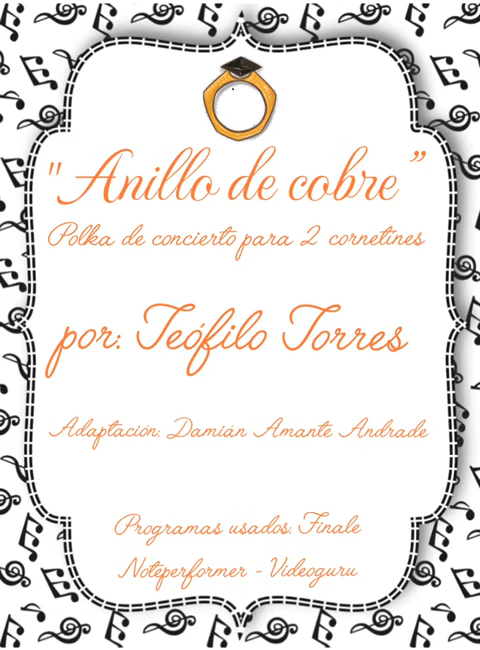 "Anillo de cobre”
Polka de concierto para 2 cornetines
por: Teófilo Torres
Adaptación: Damián Amante Andrade
Programas usados: Finale
Noteperformer - Videoguru